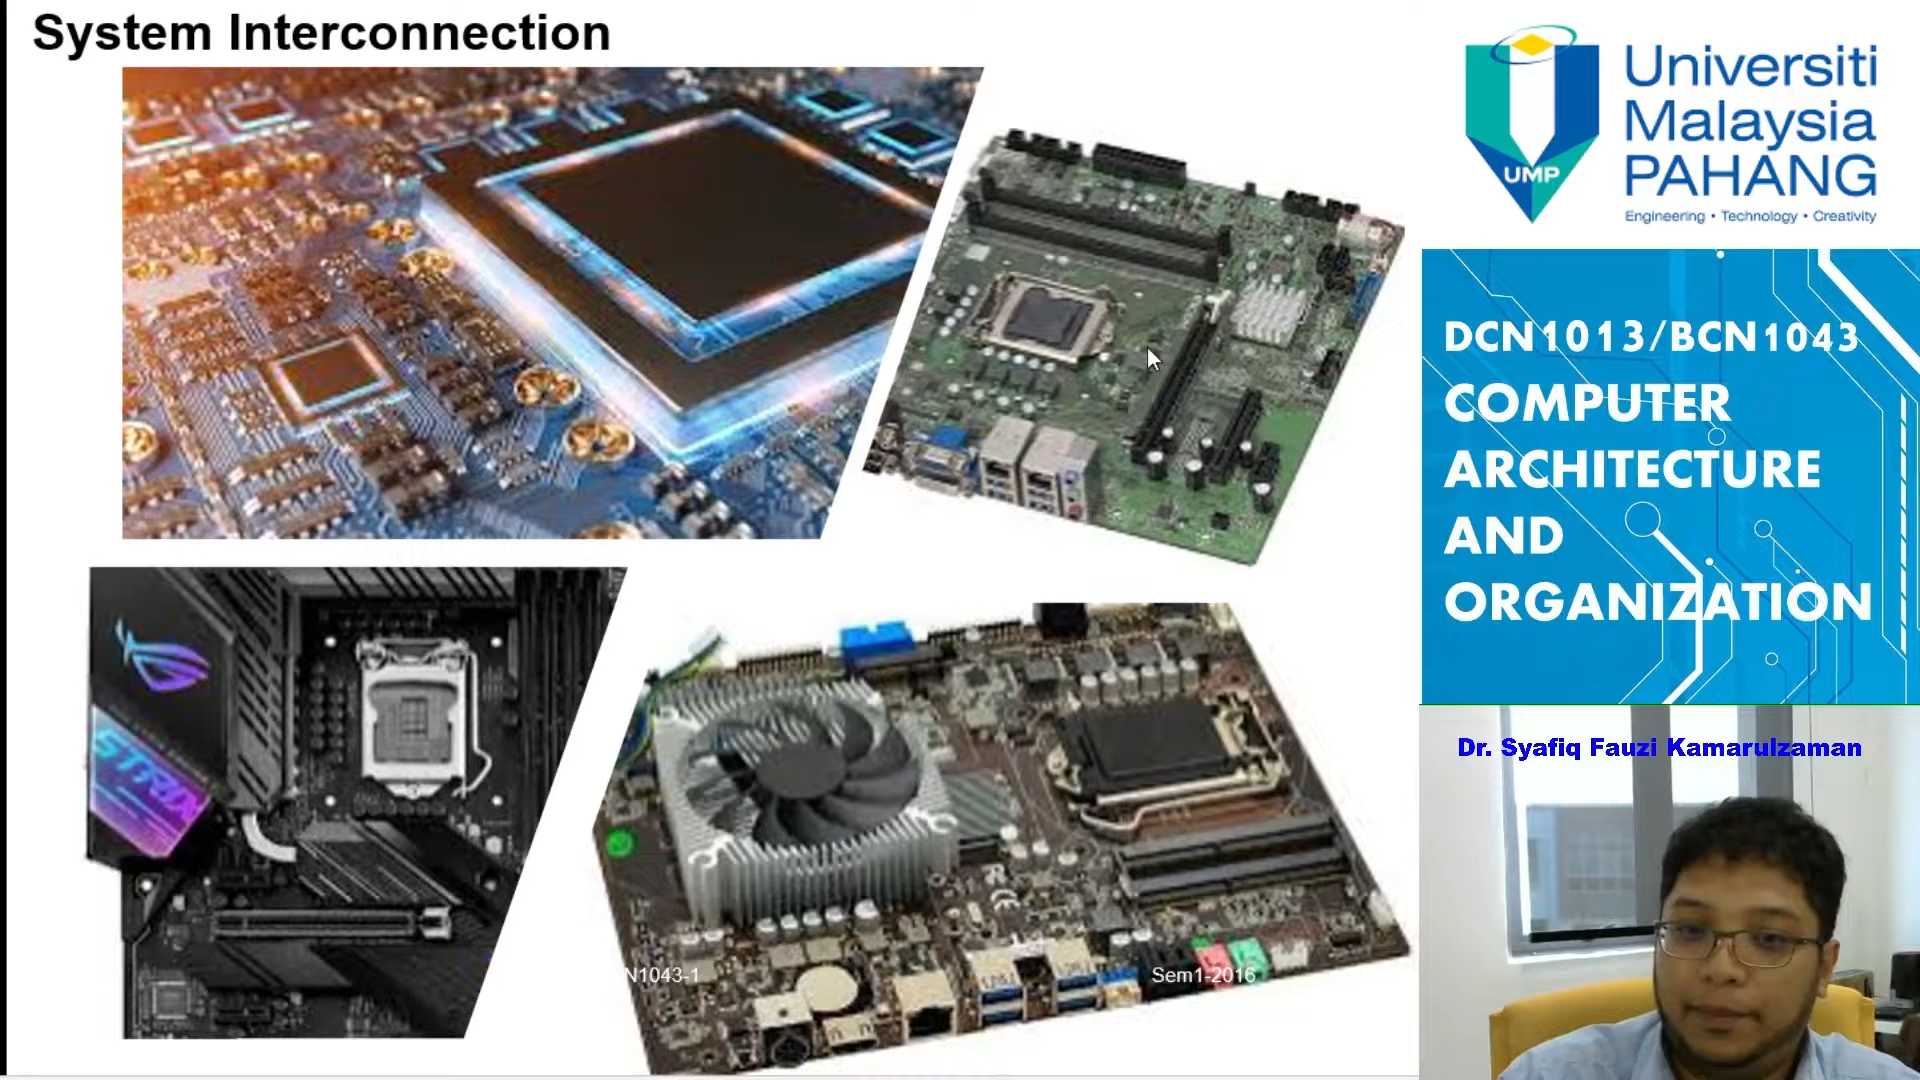 System Interconnection
STRIX
N1043-1
Sem1-2016
UMP
Universiti
Malaysia
PAHANG
Engineering • Technology • Creativity
DCN1013/BCN1043
COMPUTER
ARCHITECTURE
AND
ORGANIZATION
Dr. Syafiq Fauzi Kamarulzaman